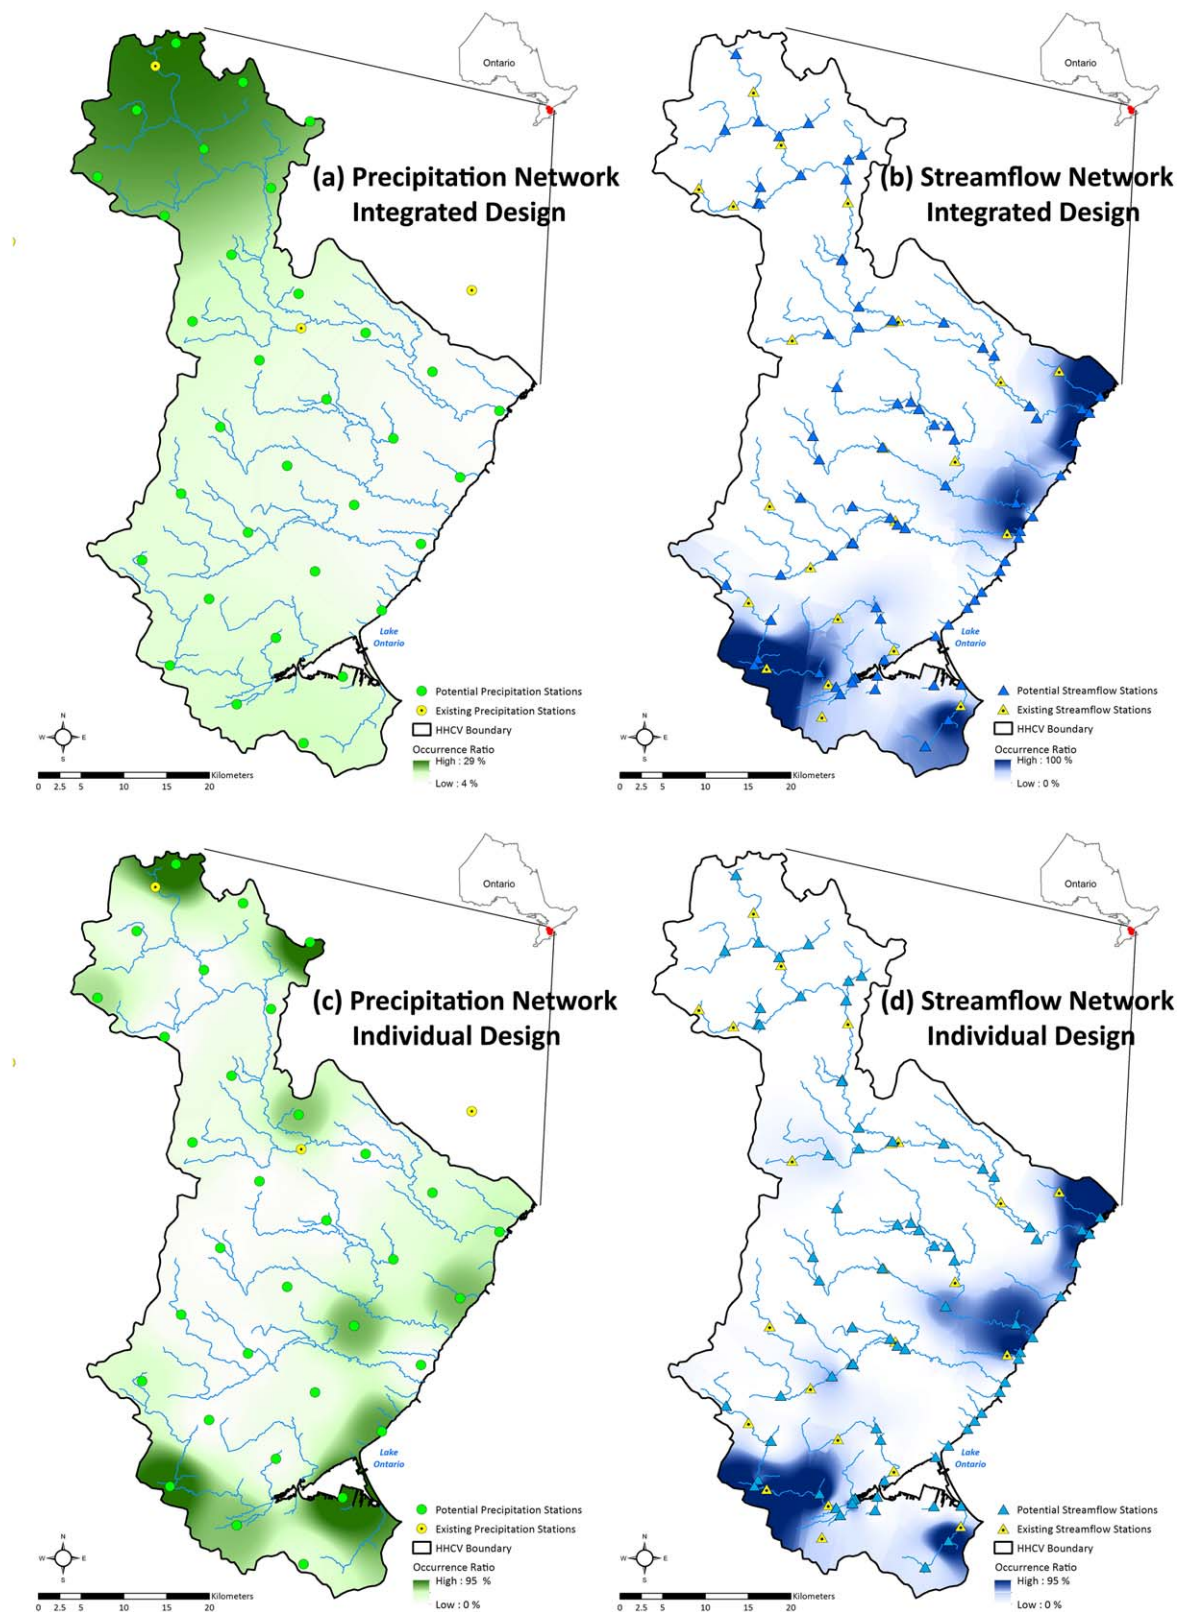 Ontario
(a) Precipitation Network
Integrated Design
Lake
Ontario
Potential Precipitation Stations
Existing Precipitation Stations
HHCV Boundary
Occurrence Ratio
High : 29 %
Low : 4 %
N
W E
S
Kilometers
0 2.5 5 10 15 20
Ontario
(b) Streamflow Network
Integrated Design
Lake
Ontario
Potential Streamflow Stations
Existing Streamflow Stations
HHCV Boundary
Occurrence Ratio
High : 100 %
Low : 0 %
N
W E
S
Kilometers
0 2.5 5 10 15 20
Ontario
(c) Precipitation Network
Individual Design
Lake
Ontario
Potential Precipitation Stations
Existing Precipitation Stations
HHCV Boundary
Occurrence Ratio
High : 95 %
Low : 0 %
N
W E
S
Kilometers
0 2.5 5 10 15 20
Ontario
(d) Streamflow Network
Individual Design
Lake
Ontario
Potential Streamflow Stations
Existing Streamflow Stations
HHCV Boundary
Occurrence Ratio
High : 95 %
Low : 0 %
N
W E
S
Kilometers
0 2.5 5 10 15 20